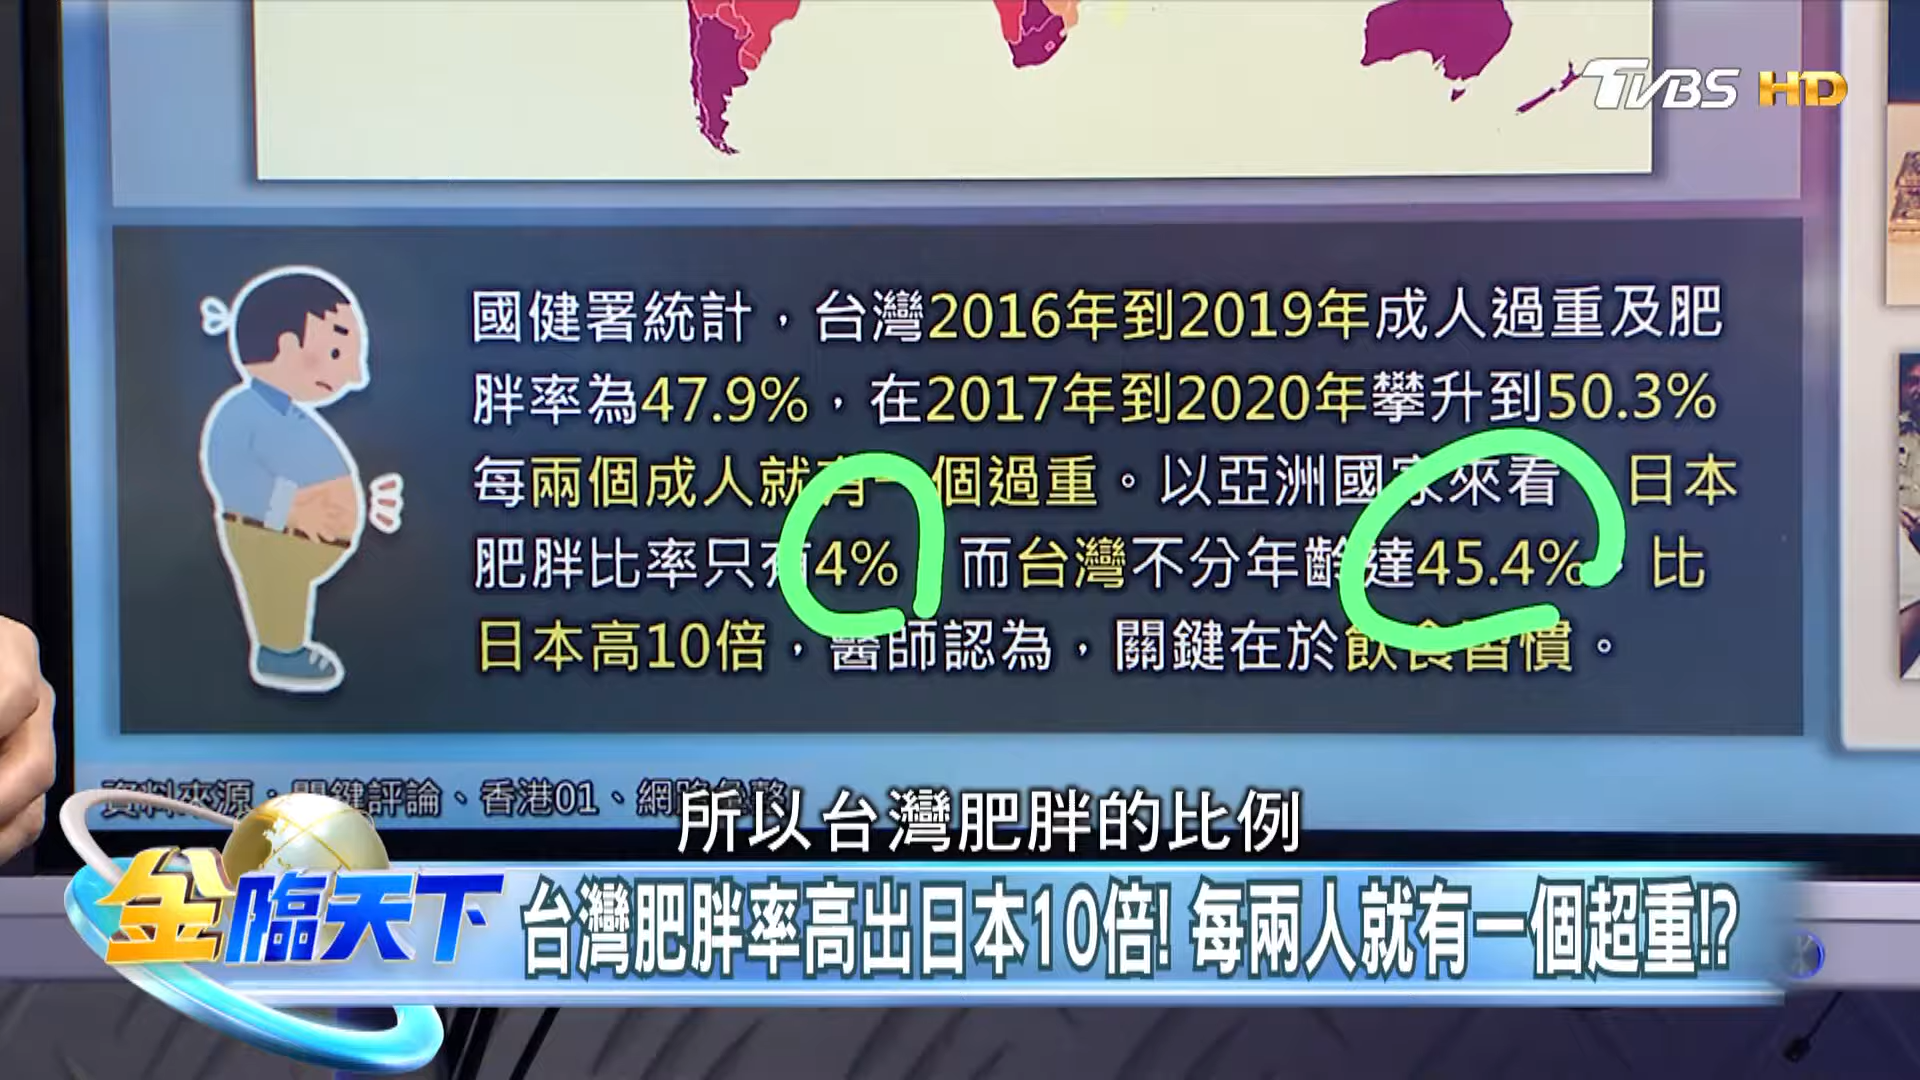 TVBS HD
國健署統計，台灣2016年到2019年成人過重及肥
胖率為47.9%，在2017年到2020年攀升到50.3%
每兩個成人就有一個過重。以亞洲國家來看 日本
肥胖比率只有4% 而台灣不分年齡達45.4%，比
日本高10倍，醫師認為，關鍵在於飲食習慣。
資料來源：關鍵評論、香港01、網路彙整
所以台灣肥胖的比例
金臨天下
台灣肥胖率高出日本10倍! 每兩人就有一個超重!?